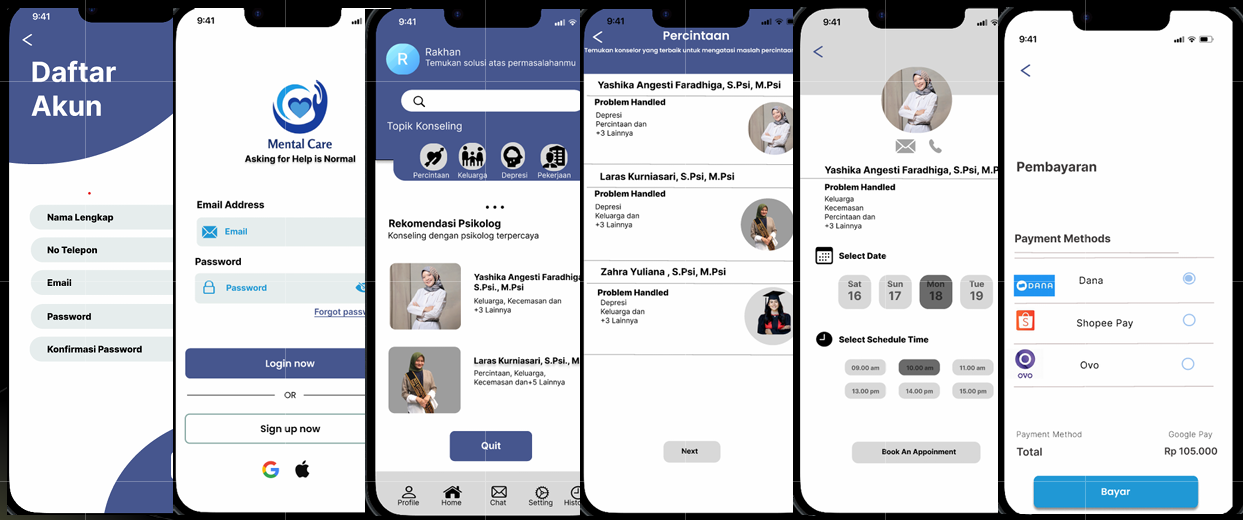 9:41
Daftar
Akun
Nama Lengkap
No Telepon
Email
Password
Konfirmasi Password
9:41
Mental Care
Asking for Help is Normal
Email Address
Email
Password
Password
Forgot passw
Login now
OR
Sign up now
9:41
R
Rakhan
Temukan solusi atas permasalahanmu
Topik Konseling
Percintaan
Keluarga
Depresi
Pekerjaan
Rekomendasi Psikolog
Konseling dengan psikolog terpercaya
Yashika Angesti Faradhiga
S.Psi., M.Psi
Keluarga, Kecemasan dan
+3 Lainnya
Laras Kurniasari, S.Psi., M
Percintaan, Keluarga,
Kecemasan dan+5 Lainnya
Quit
Profile
Home
Chat
Setting
Histo
9:41
Percintaan
Temukan konselor yang terbaik untuk mengatasi maslah percintaan
Yashika Angesti Faradhiga, S.Psi, M.Psi
Problem Handled
Depresi
Percintaan dan
+3 Lainnya
Laras Kurniasari, S.Psi, M.Psi
Problem Handled
Depresi
Keluarga dan
+3 Lainnya
Zahra Yuliana , S.Psi, M.Psi
Problem Handled
Depresi
Keluarga dan
+3 Lainnya
Next
9:41
Yashika Angesti Faradhiga, S.Psi, M.P
Problem Handled
Keluarga
Kecemasan
Percintaan dan
+3 Lainnya
Select Date
Sat
16
Sun
17
Mon
18
Tue
19
Select Schedule Time
09.00 am
10.00 am
11.00 am
13.00 pm
14.00 pm
15.00 pm
Book An Appoinment
9:41
Pembayaran
Payment Methods
DANA
Dana
S
Shopee Pay
OVO
Ovo
Payment Method
Google Pay
Total
Rp 105.000
Bayar